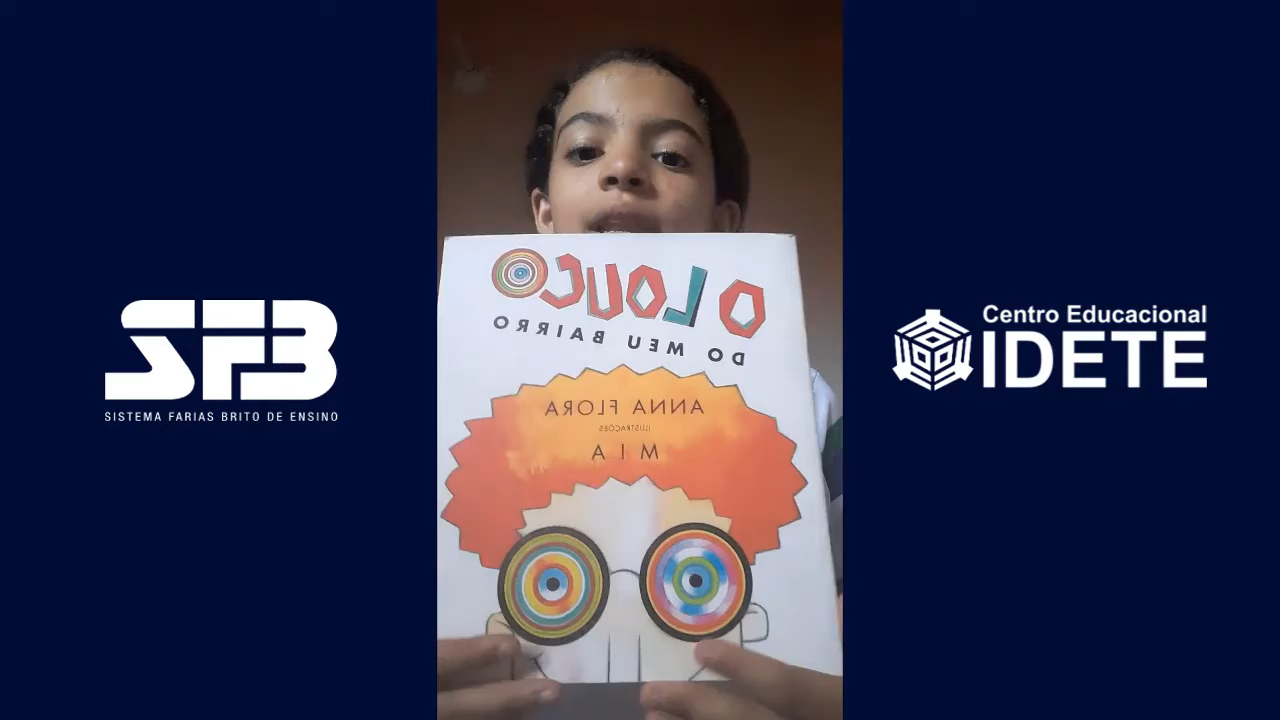 SFB
SISTEMA FARIAS BRITO DE ENSINO
O LOUCO
DO MEU BAIRRO
ANNA FLORA
ILUSTRAÇÕES
MIA
Centro Educacional
IDETE